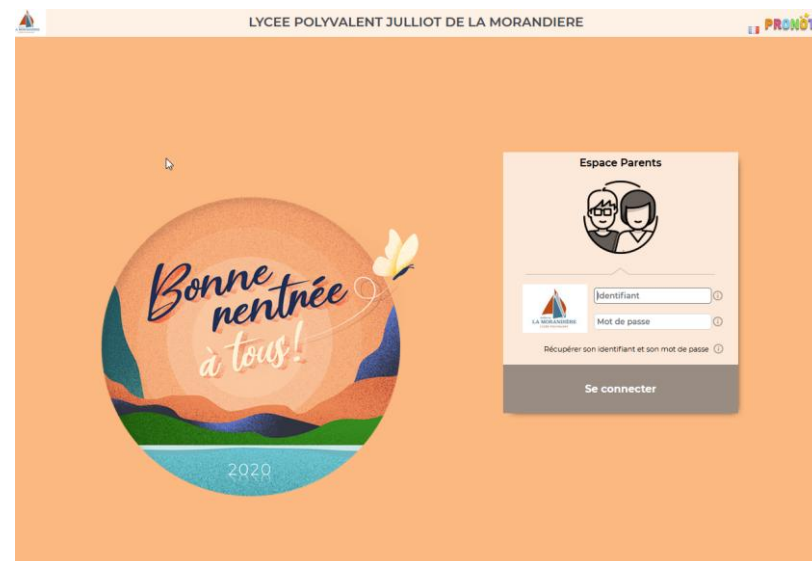 LYCEE POLYVALENT JULLIOT DE LA MORANDIERE
PRONOT
Bonne
rentrée
à tous!
2020
Espace Parents
Identifiant
LA MORANDIÈRE
Mot de passe
Récupérer son identifiant et son mot de passe
Se connecter